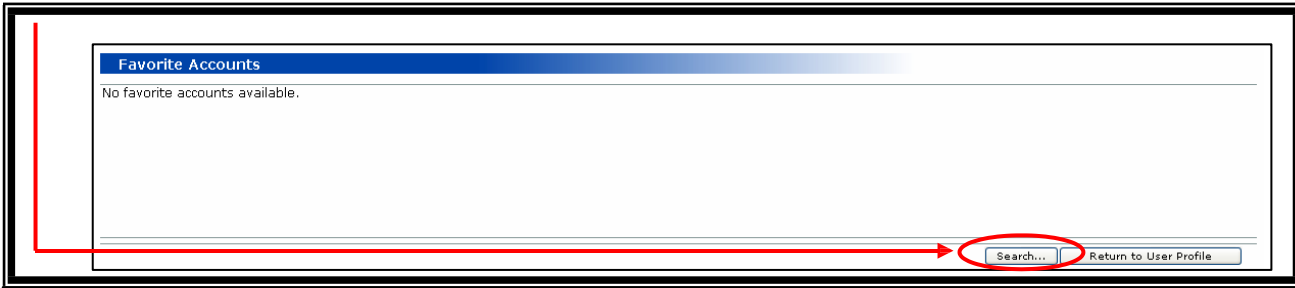 Favorite Accounts
No favorite accounts available.
Search... Return to User Profile